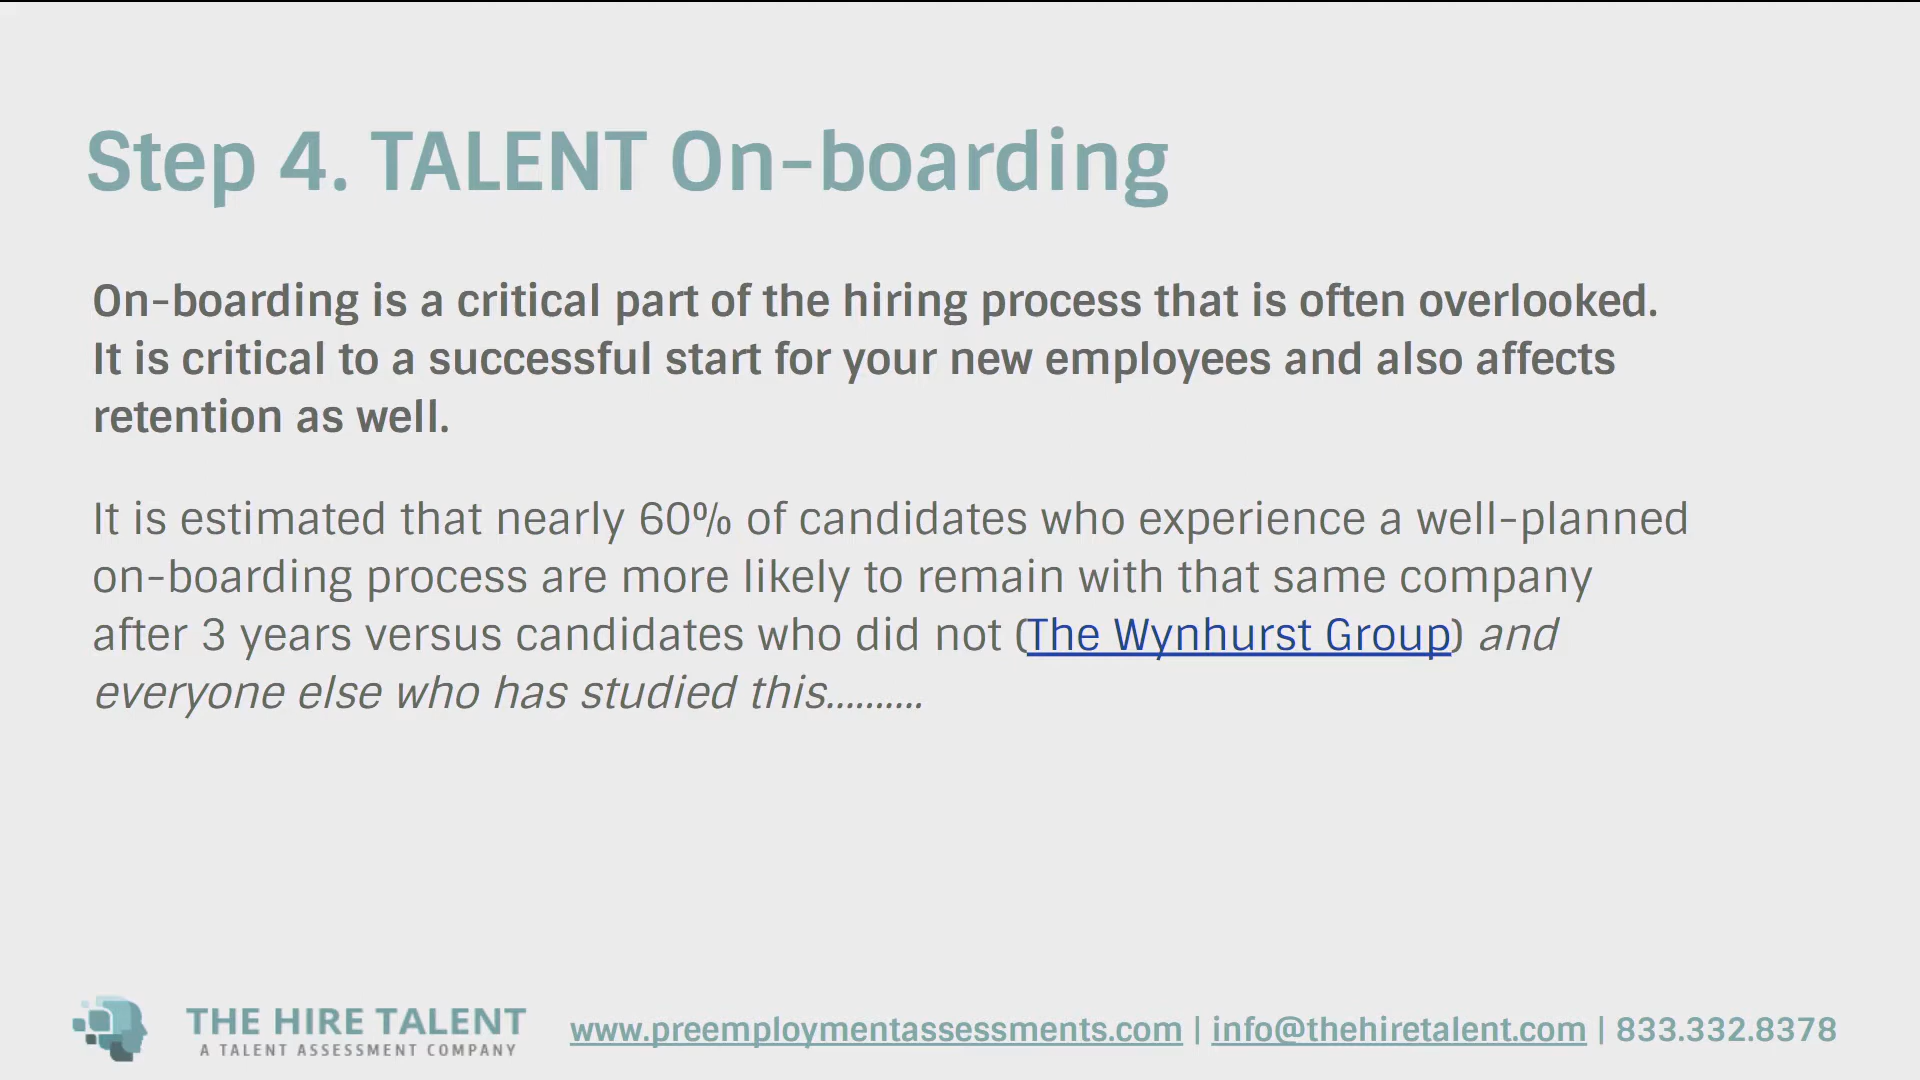 Step 4. TALENT On-boarding
On-boarding is a critical part of the hiring process that is often overlooked.
It is critical to a successful start for your new employees and also affects
retention as well.
It is estimated that nearly 60% of candidates who experience a well-planned
on-boarding process are more likely to remain with that same company
after 3 years versus candidates who did not (The Wynhurst Group) and
everyone else who has studied this..........
THE HIRE TALENT
A TALENT ASSESSMENT COMPANY
www.preemploymentassessments.com | info@thehiretalent.com | 833.332.8378